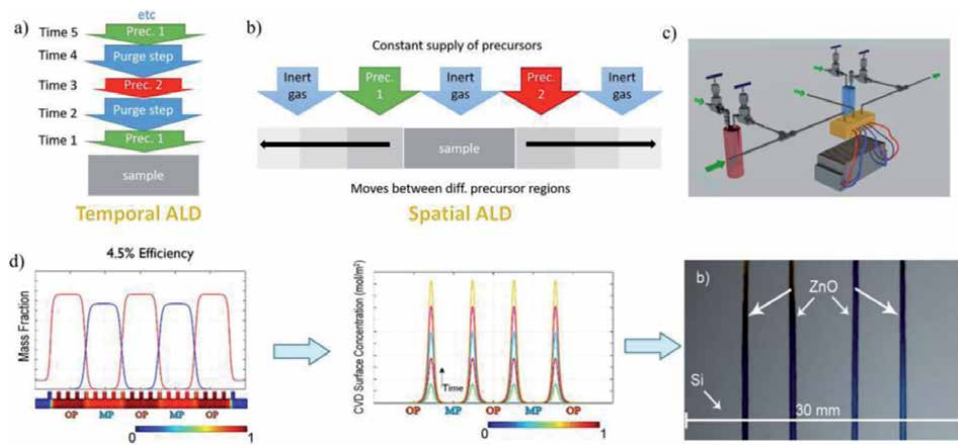 a)
etc
Time 5
Prec. 1
Time 4
Purge step
Time 3
Prec. 2
Time 2
Purge step
Time 1
Prec. 1
sample
Temporal ALD
b)
Constant supply of precursors
Inert gas
Prec. 1
Inert gas
Prec. 2
Inert gas
sample
Moves between diff. precursor regions
Spatial ALD
c)
d)
4.5% Efficiency
Mass Fraction
OP MP OP MP OP
0 1
CVD Surface Concentration (mol/m²)
Time
OP MP OP MP OP
0 1
b)
ZnO
Si
30 mm